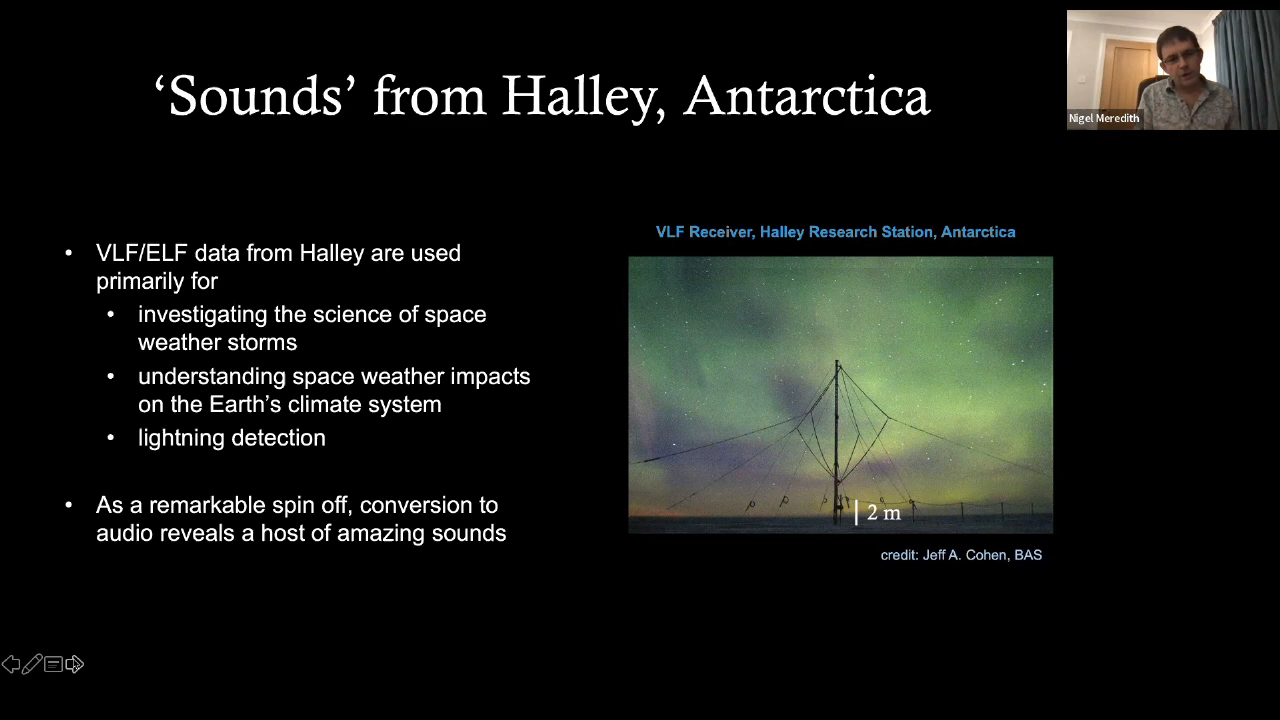 ‘Sounds’ from Halley, Antarctica
Nigel Meredith
• VLF/ELF data from Halley are used
primarily for
• investigating the science of space
weather storms
• understanding space weather impacts
on the Earth’s climate system
• lightning detection
• As a remarkable spin off, conversion to
audio reveals a host of amazing sounds
VLF Receiver, Halley Research Station, Antarctica
2 m
credit: Jeff A. Cohen, BAS